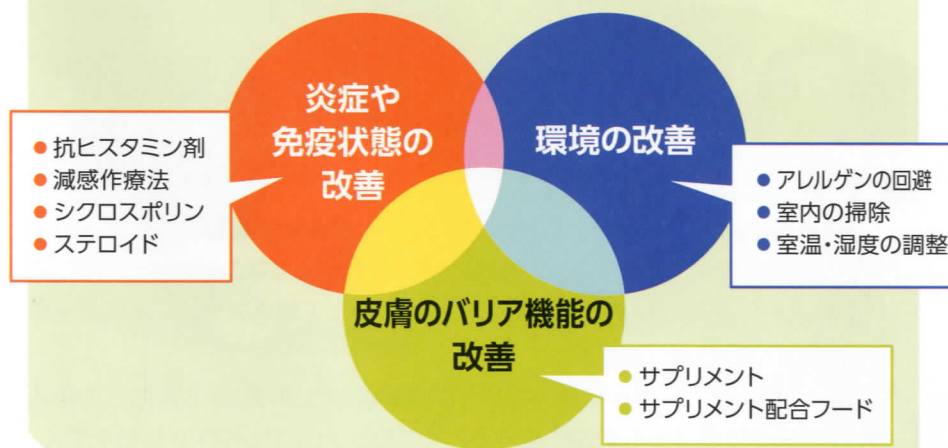 炎症や
免疫状態の
改善
環境の改善
● 抗ヒスタミン剤
● 減感作療法
● シクロスポリン
● ステロイド
● アレルゲンの回避
● 室内の掃除
● 室温・湿度の調整
皮膚のバリア機能の
改善
● サプリメント
● サプリメント配合フード